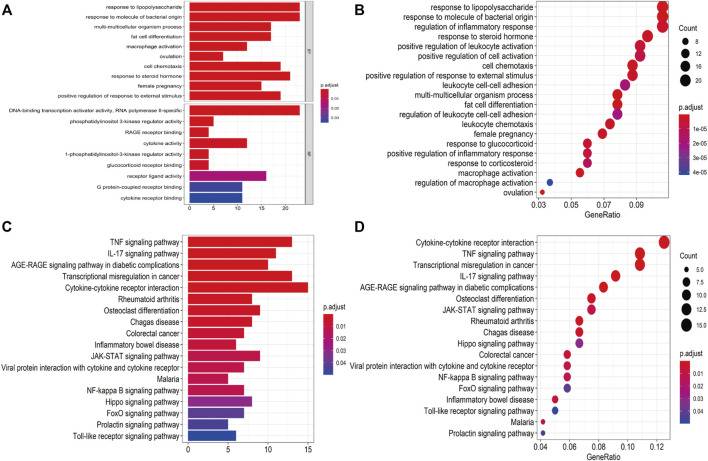 A
response to lipopolysaccharide
response to molecule of bacterial origin
multi-multicellular organism process
fat cell differentiation
macrophage activation
ovulation
cell chemotaxis
response to steroid hormone
female pregnancy
positive regulation of response to external stimulus
DNA-binding transcription activator activity, RNA polymerase II-specific
phosphatidylinositol 3-kinase regulator activity
RAGE receptor binding
cytokine activity
1-phosphatidylinositol-3-kinase regulator activity
glucocorticoid receptor binding
receptor ligand activity
G protein-coupled receptor binding
cytokine receptor binding
0 5 10 15 20
BP
MF
p.adjust
0.01
0.02
0.03
B
response to lipopolysaccharide
response to molecule of bacterial origin
regulation of inflammatory response
response to steroid hormone
positive regulation of leukocyte activation
positive regulation of cell activation
cell chemotaxis
positive regulation of response to external stimulus
leukocyte cell-cell adhesion
multi-multicellular organism process
fat cell differentiation
regulation of leukocyte cell-cell adhesion
leukocyte chemotaxis
female pregnancy
response to glucocorticoid
positive regulation of inflammatory response
response to corticosteroid
macrophage activation
regulation of macrophage activation
ovulation
0.03 0.05 0.07 0.09
GeneRatio
Count
8
12
16
20
p.adjust
1e-05
2e-05
3e-05
4e-05
C
TNF signaling pathway
IL-17 signaling pathway
AGE-RAGE signaling pathway in diabetic complications
Transcriptional misregulation in cancer
Cytokine-cytokine receptor interaction
Rheumatoid arthritis
Osteoclast differentiation
Chagas disease
Colorectal cancer
Inflammatory bowel disease
JAK-STAT signaling pathway
Viral protein interaction with cytokine and cytokine receptor
Malaria
NF-kappa B signaling pathway
Hippo signaling pathway
FoxO signaling pathway
Prolactin signaling pathway
Toll-like receptor signaling pathway
0 5 10 15
p.adjust
0.01
0.02
0.03
0.04
D
Cytokine-cytokine receptor interaction
TNF signaling pathway
Transcriptional misregulation in cancer
IL-17 signaling pathway
AGE-RAGE signaling pathway in diabetic complications
Osteoclast differentiation
JAK-STAT signaling pathway
Rheumatoid arthritis
Chagas disease
Hippo signaling pathway
Colorectal cancer
Viral protein interaction with cytokine and cytokine receptor
NF-kappa B signaling pathway
FoxO signaling pathway
Inflammatory bowel disease
Toll-like receptor signaling pathway
Malaria
Prolactin signaling pathway
0.04 0.06 0.08 0.10 0.12
GeneRatio
Count
5.0
7.5
10.0
12.5
15.0
p.adjust
0.01
0.02
0.03
0.04